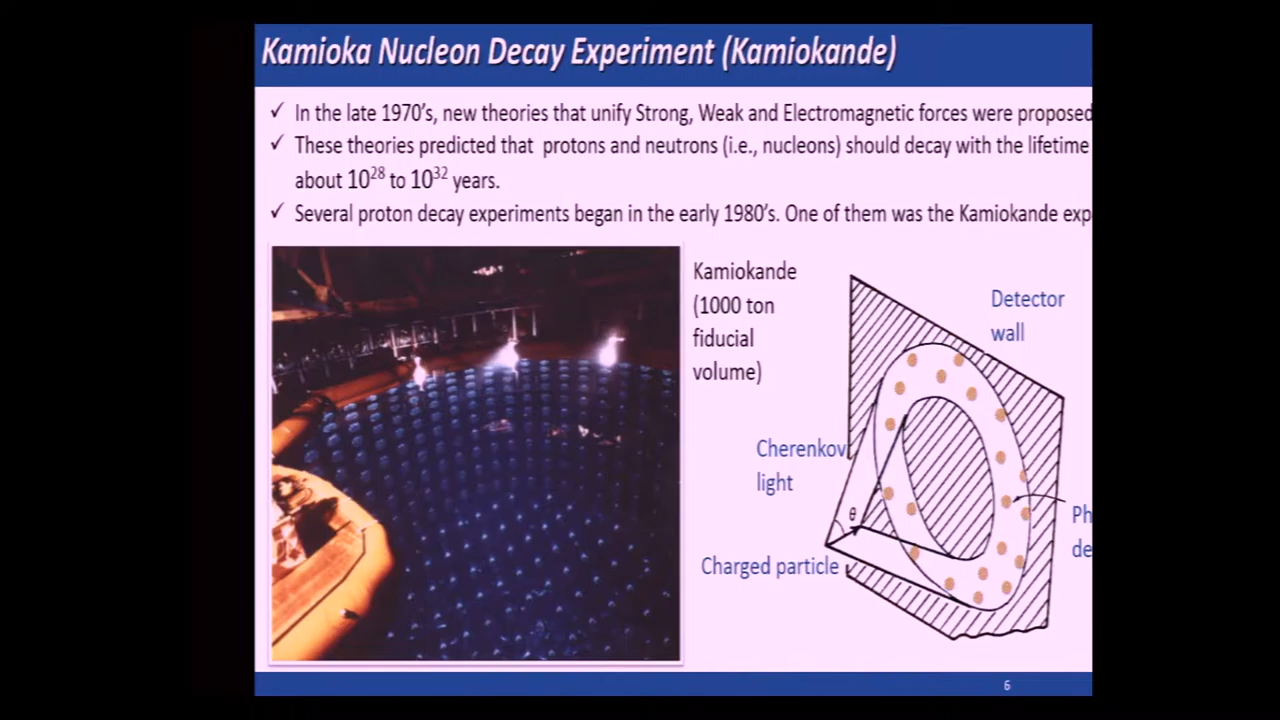 Kamioka Nucleon Decay Experiment (Kamiokande)
✓ In the late 1970's, new theories that unify Strong, Weak and Electromagnetic forces were proposed
✓ These theories predicted that protons and neutrons (i.e., nucleons) should decay with the lifetime
about 10²⁸ to 10³² years.
✓ Several proton decay experiments began in the early 1980's. One of them was the Kamiokande exp
Kamiokande
(1000 ton
fiducial
volume)
Detector
wall
Cherenkov
light
θ
Ph
de
Charged particle
6